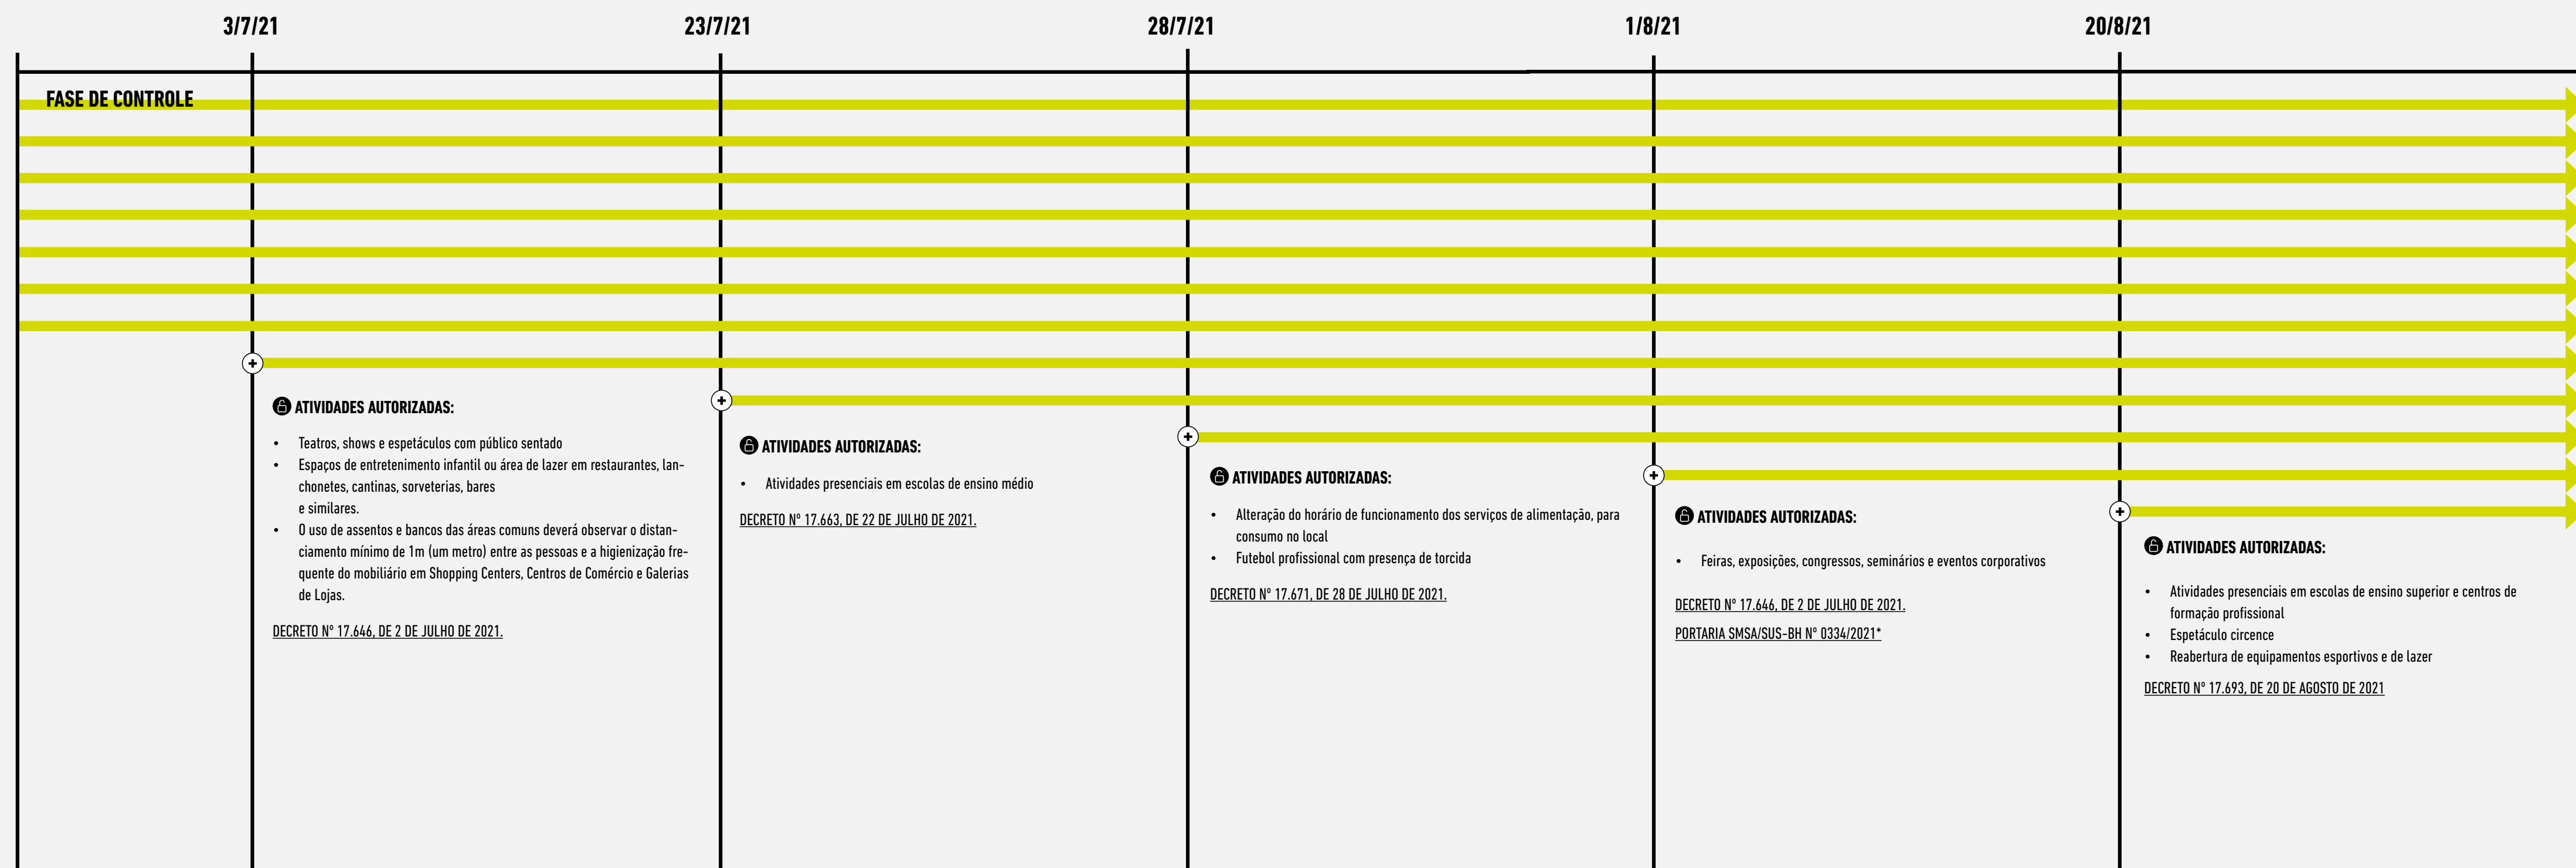 3/7/21
23/7/21
28/7/21
1/8/21
20/8/21
FASE DE CONTROLE
ATIVIDADES AUTORIZADAS:
• Teatros, shows e espetáculos com público sentado
• Espaços de entretenimento infantil ou área de lazer em restaurantes, lan-
chonetes, cantinas, sorveterias, bares
e similares.
• O uso de assentos e bancos das áreas comuns deverá observar o distan-
ciamento mínimo de 1m (um metro) entre as pessoas e a higienização fre-
quente do mobiliário em Shopping Centers, Centros de Comércio e Galerias
de Lojas.
DECRETO Nº 17.646, DE 2 DE JULHO DE 2021.
ATIVIDADES AUTORIZADAS:
• Atividades presenciais em escolas de ensino médio
DECRETO Nº 17.663, DE 22 DE JULHO DE 2021.
ATIVIDADES AUTORIZADAS:
• Alteração do horário de funcionamento dos serviços de alimentação, para
consumo no local
• Futebol profissional com presença de torcida
DECRETO Nº 17.671, DE 28 DE JULHO DE 2021.
ATIVIDADES AUTORIZADAS:
• Feiras, exposições, congressos, seminários e eventos corporativos
DECRETO Nº 17.646, DE 2 DE JULHO DE 2021.
PORTARIA SMSA/SUS-BH Nº 0334/2021*
ATIVIDADES AUTORIZADAS:
• Atividades presenciais em escolas de ensino superior e centros de
formação profissional
• Espetáculo circence
• Reabertura de equipamentos esportivos e de lazer
DECRETO Nº 17.693, DE 20 DE AGOSTO DE 2021